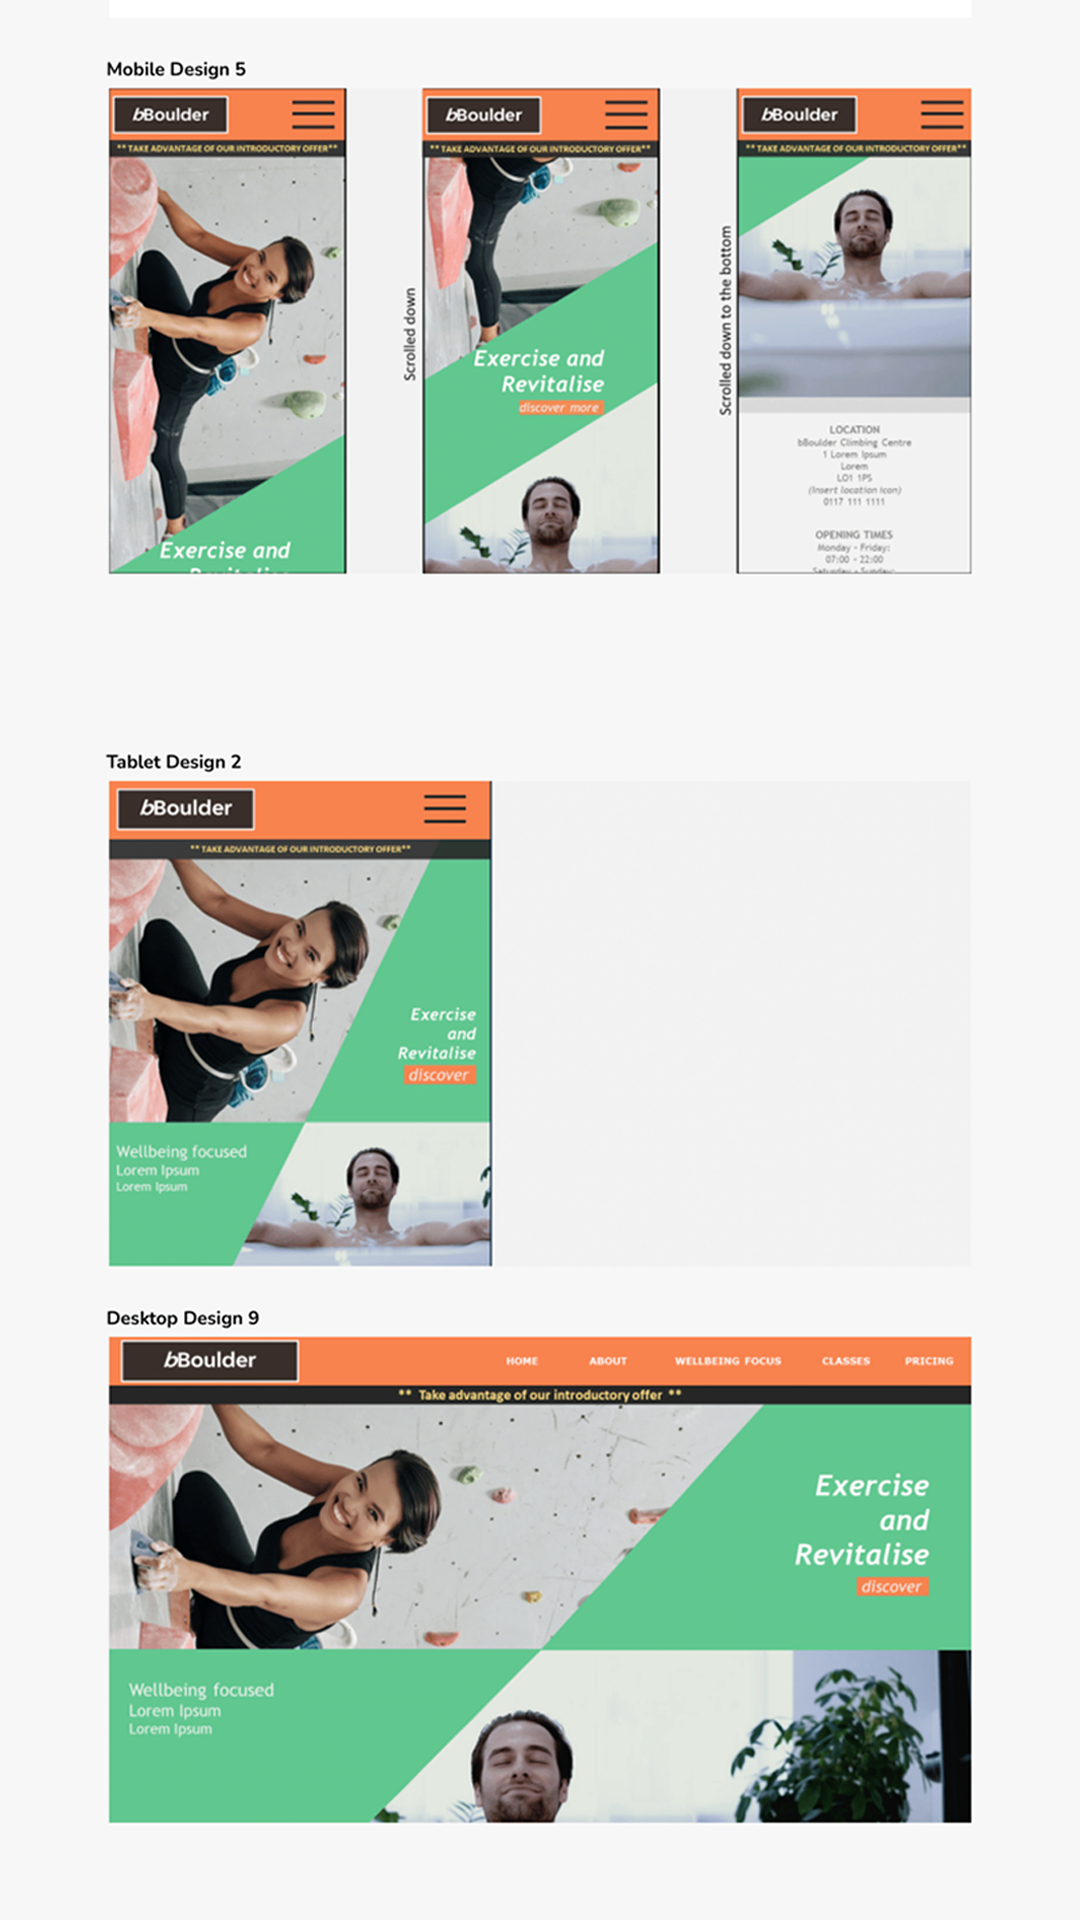 Mobile Design 5
bBoulder
** TAKE ADVANTAGE OF OUR INTRODUCTORY OFFER**
Exercise and
Revitalise
Scrolled down
bBoulder
** TAKE ADVANTAGE OF OUR INTRODUCTORY OFFER**
Exercise and
Revitalise
discover more
Scrolled down to the bottom
bBoulder
** TAKE ADVANTAGE OF OUR INTRODUCTORY OFFER**
LOCATION
bBoulder Climbing Centre
1 Lorem Ipsum
Lorem
LO1 1PS
(Insert location icon)
0117 111 1111
OPENING TIMES
Monday - Friday:
07:00 - 22:00
Saturday - Sunday:
Tablet Design 2
bBoulder
** TAKE ADVANTAGE OF OUR INTRODUCTORY OFFER**
Exercise
and
Revitalise
discover
Wellbeing focused
Lorem Ipsum
Lorem Ipsum
Desktop Design 9
bBoulder
HOME ABOUT WELLBEING FOCUS CLASSES PRICING
** Take advantage of our introductory offer **
Exercise
and
Revitalise
discover
Wellbeing focused
Lorem Ipsum
Lorem Ipsum